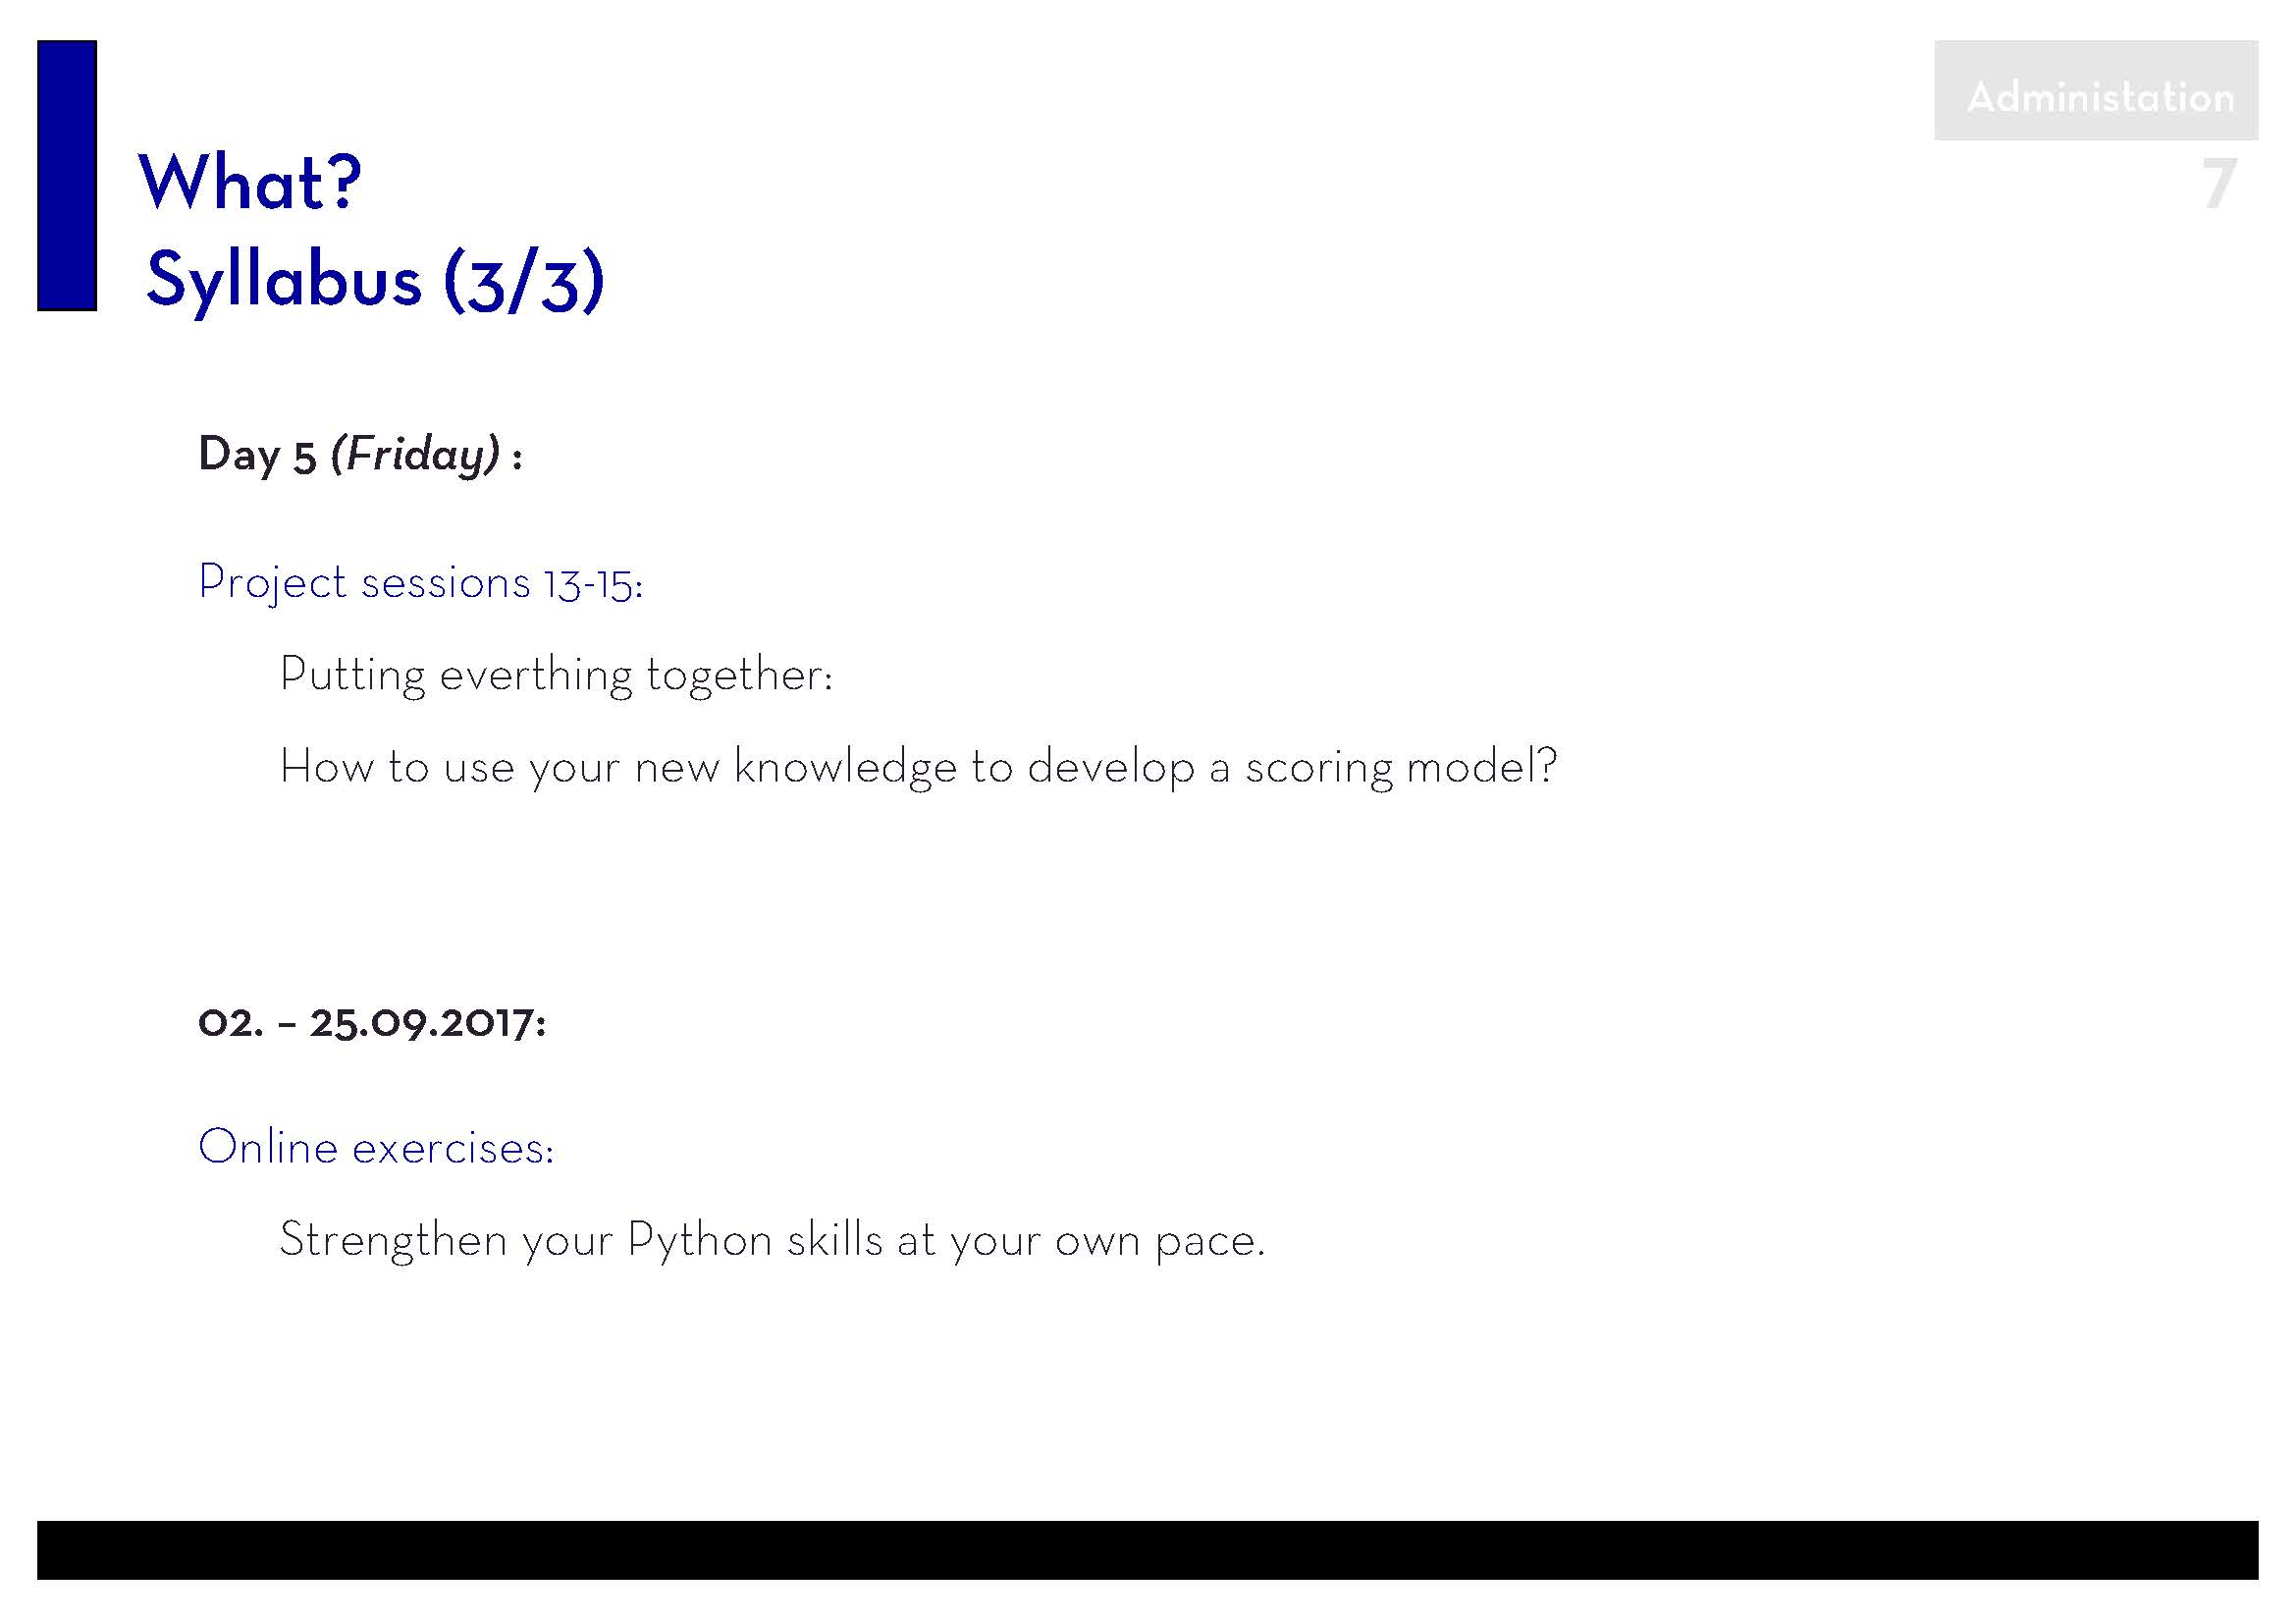 Administation
7
What?
Syllabus (3/3)
Day 5 (Friday) :
Project sessions 13-15:
Putting everthing together:
How to use your new knowledge to develop a scoring model?
02. – 25.09.2017:
Online exercises:
Strengthen your Python skills at your own pace.